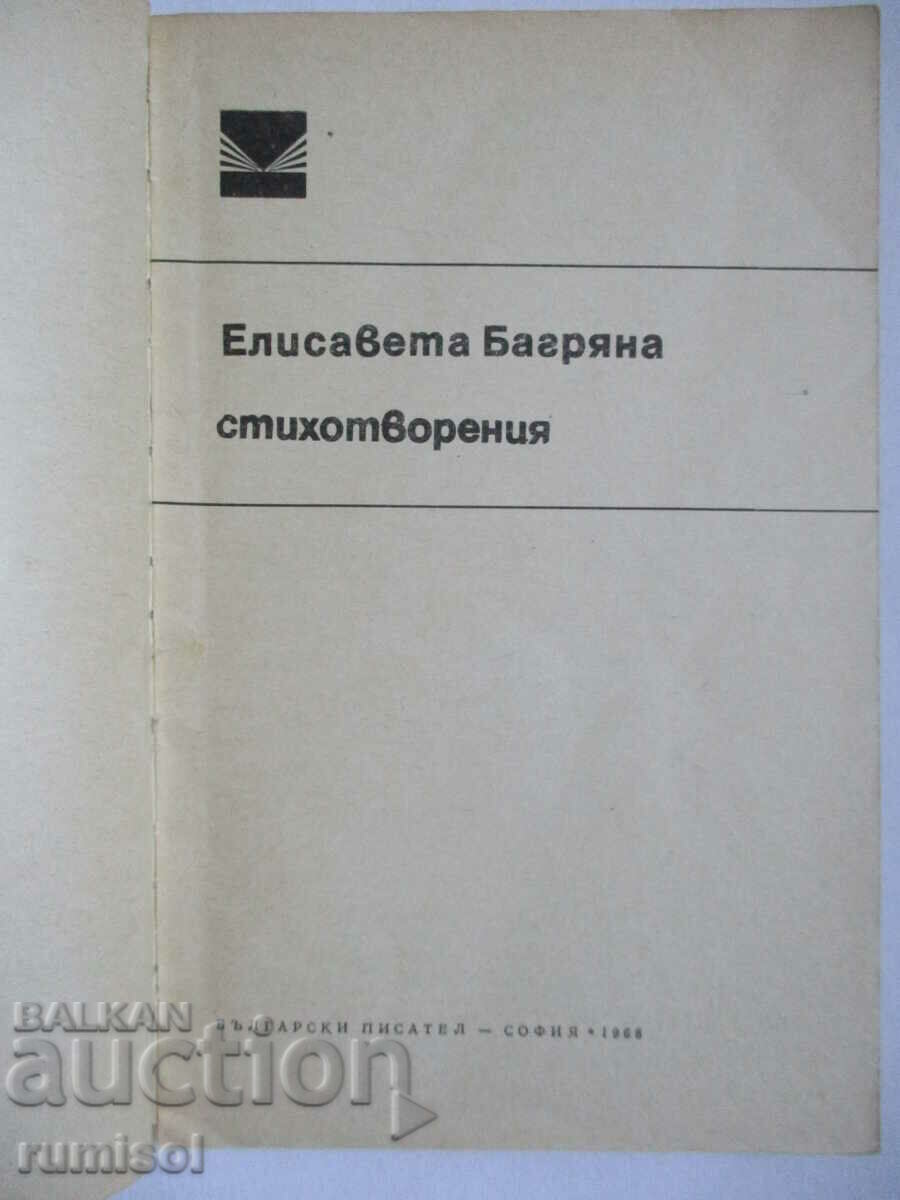 Елисавета Багряна
стихотворения
БЪЛГАРСКИ ПИСАТЕЛ — СОФИЯ • 1968
BALKAN
auction
rumisol